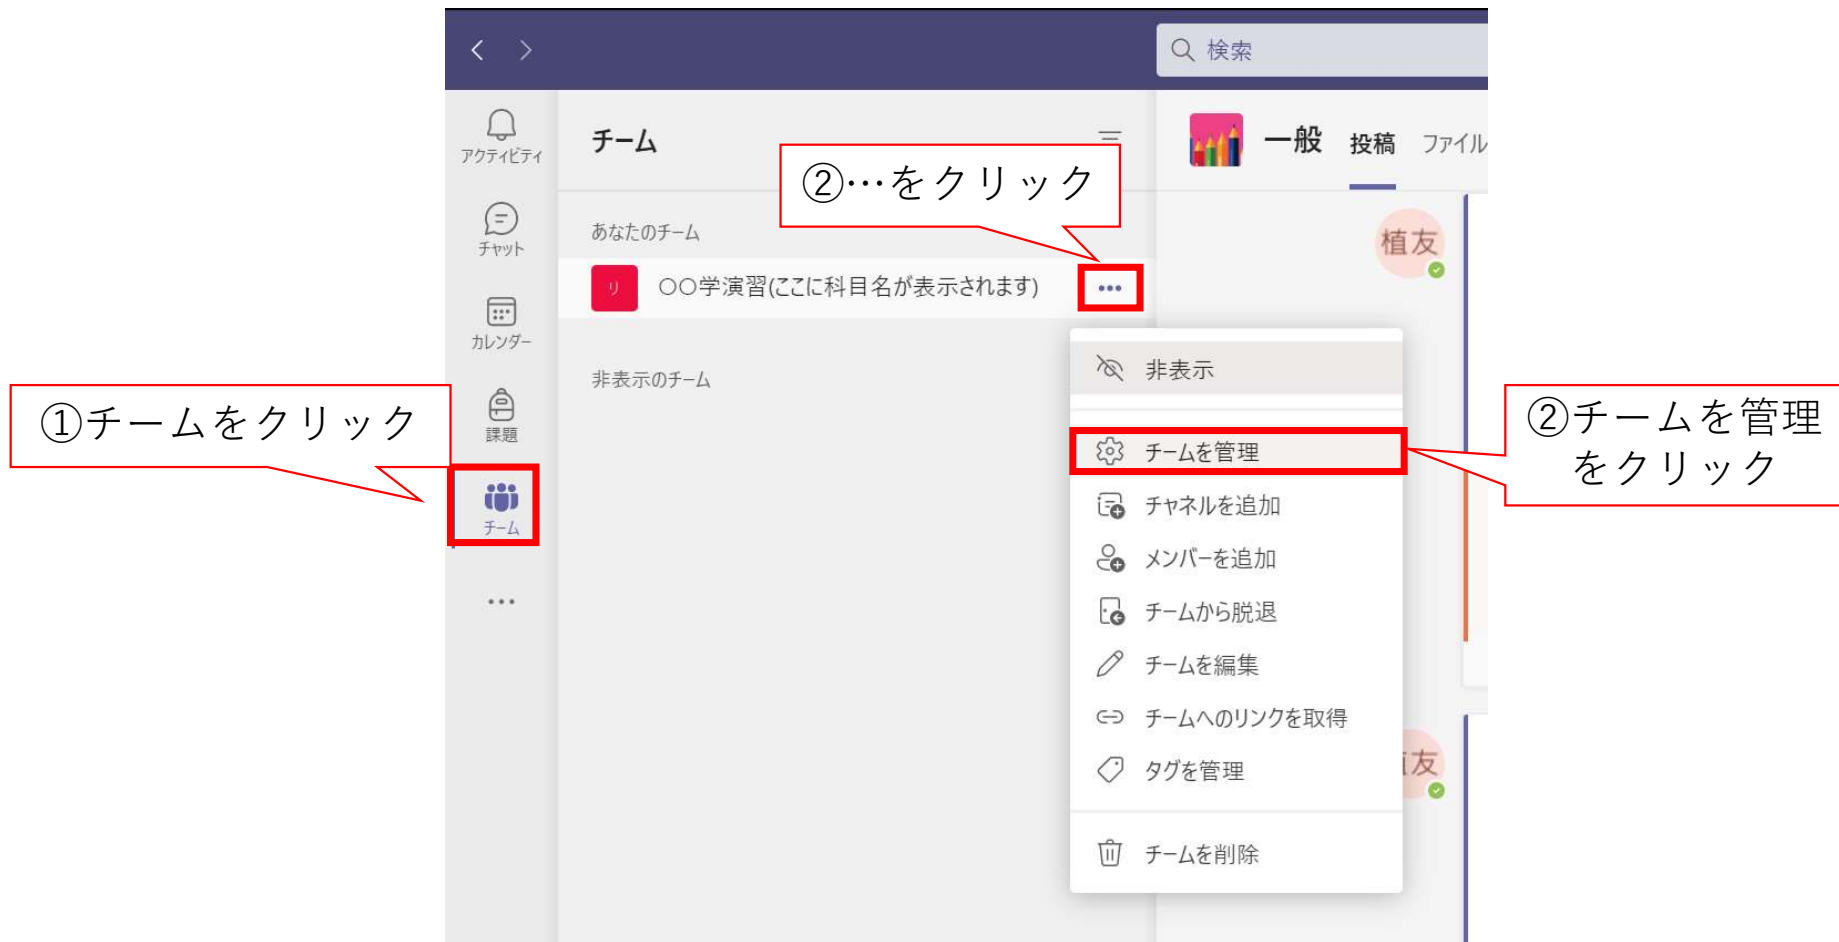 検索
アクティビティ
チーム
一般 投稿 ファイル
②…をクリック
チャット
あなたのチーム
植友
リ 〇〇学演習(ここに科目名が表示されます) …
カレンダー
非表示
非表示のチーム
①チームをクリック
課題
チームを管理
②チームを管理
をクリック
チーム
チャネルを追加
メンバーを追加
…
チームから脱退
チームを編集
チームへのリンクを取得
タグを管理
友
チームを削除